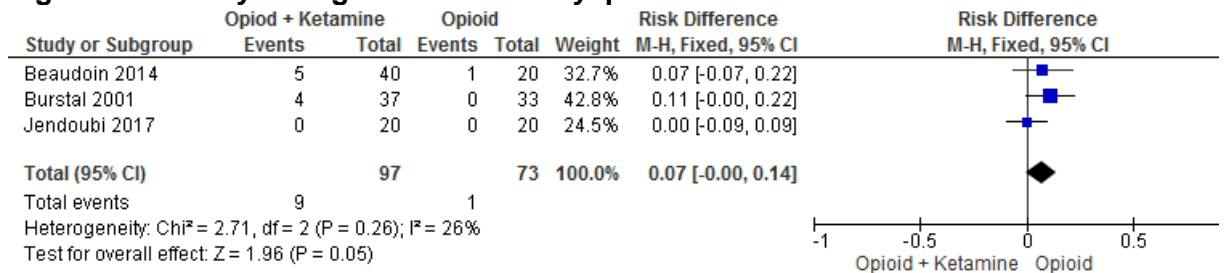 Opiod + Ketamine Opioid Risk Difference Risk Difference
Study or Subgroup Events Total Events Total Weight M-H, Fixed, 95% CI M-H, Fixed, 95% CI
Beaudoin 2014 5 40 1 20 32.7% 0.07 [-0.07, 0.22]
Burstal 2001 4 37 0 33 42.8% 0.11 [-0.00, 0.22]
Jendoubi 2017 0 20 0 20 24.5% 0.00 [-0.09, 0.09]
Total (95% CI) 97 73 100.0% 0.07 [-0.00, 0.14]
Total events 9 1
Heterogeneity: Chi² = 2.71, df = 2 (P = 0.26); I² = 26%
Test for overall effect: Z = 1.96 (P = 0.05)
-1 -0.5 0 0.5
Opioid + Ketamine Opioid